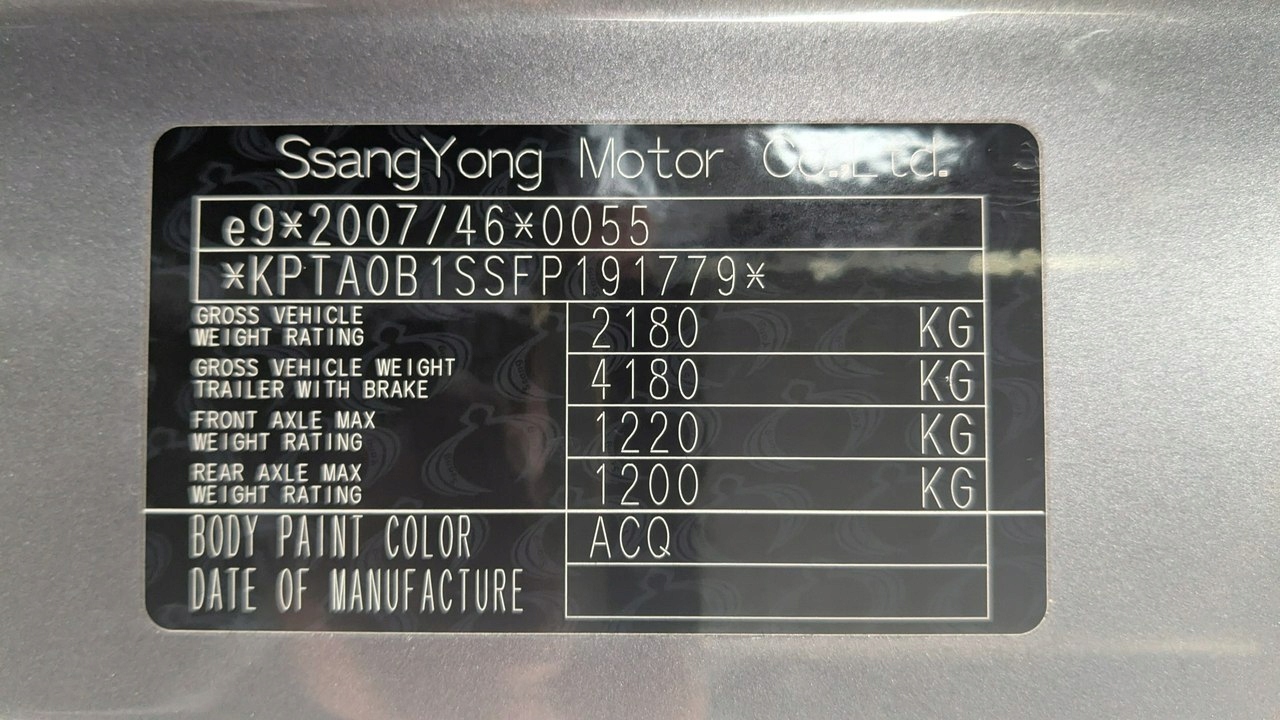 SsangYong Motor Co.Ltd.
e9*2007/46*0055
*KPTA0B1SSFP191779*
GROSS VEHICLE
WEIGHT RATING
2180 KG
GROSS VEHICLE WEIGHT
TRAILER WITH BRAKE
4180 KG
FRONT AXLE MAX
WEIGHT RATING
1220 KG
REAR AXLE MAX
WEIGHT RATING
1200 KG
BODY PAINT COLOR ACQ
DATE OF MANUFACTURE